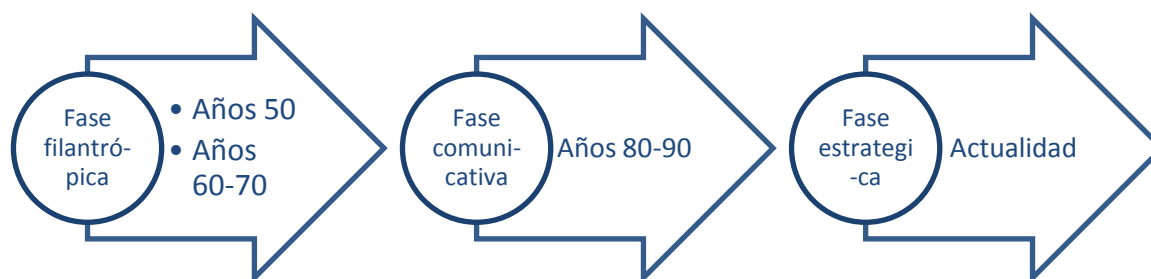 Fase
filantró-
pica
• Años 50
• Años
60-70
Fase
comuni-
cativa
Años 80-90
Fase
estrategi
-ca
Actualidad